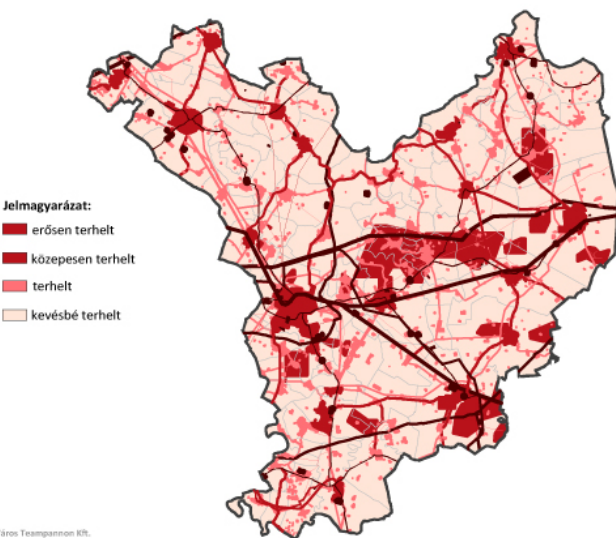 Jelmagyarázat:
erősen terhelt
közepesen terhelt
terhelt
kevésbé terhelt
Város Teampannon Kft.